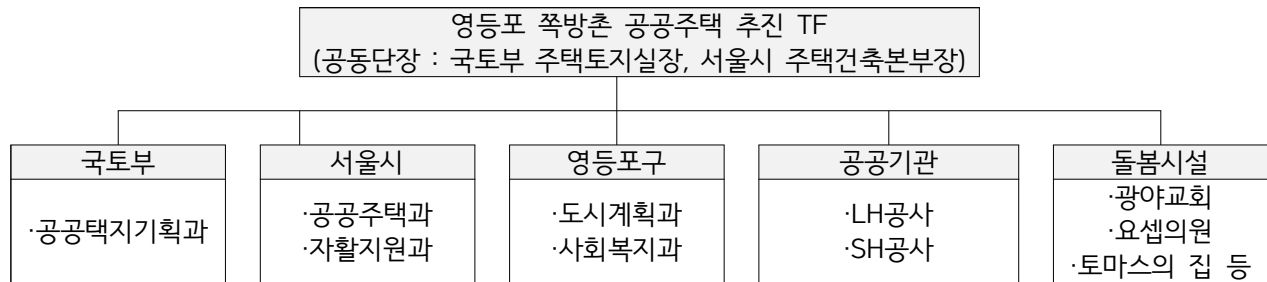 영등포 쪽방촌 공공주택 추진 TF
(공동단장 : 국토부 주택토지실장, 서울시 주택건축본부장)
국토부
·공공택지기획과
서울시
·공공주택과
·자활지원과
영등포구
·도시계획과
·사회복지과
공공기관
·LH공사
·SH공사
돌봄시설
·광야교회
·요셉의원
·토마스의 집 등